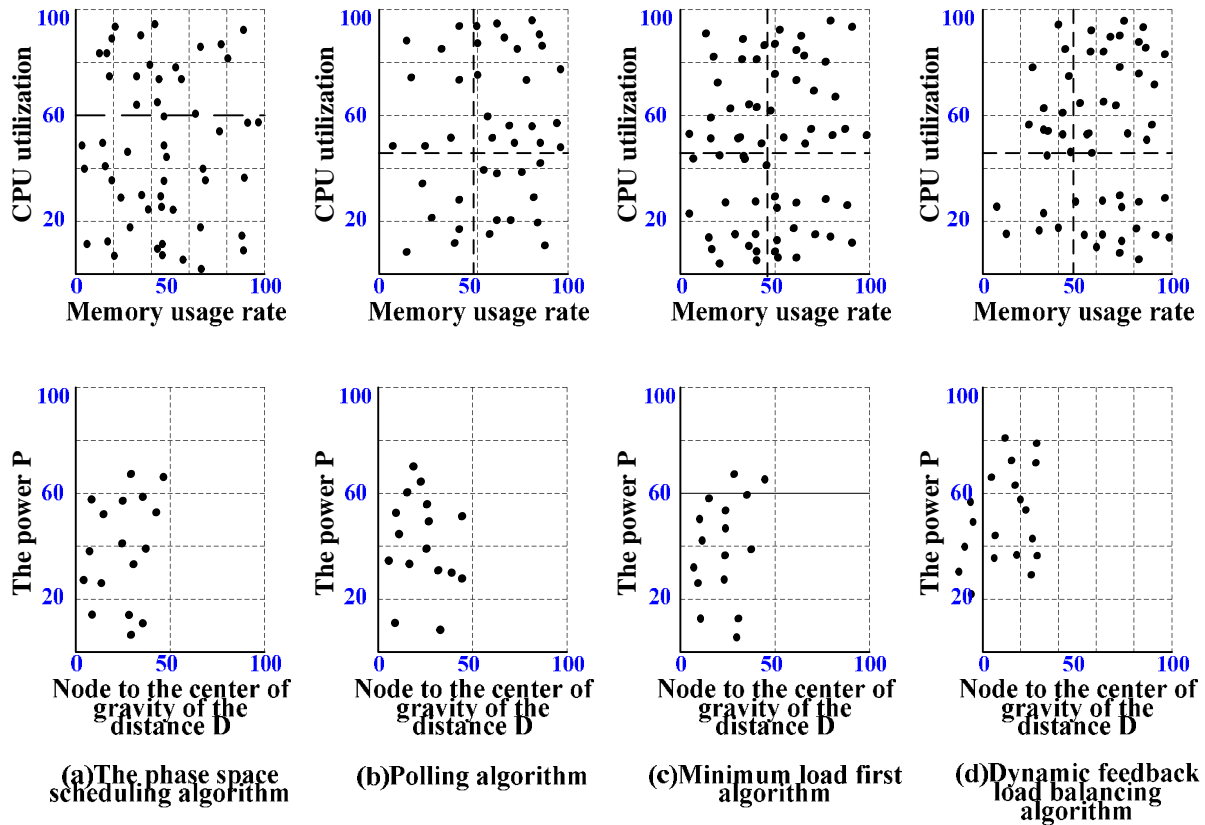 100 100 100 100
CPU utilization CPU utilization CPU utilization CPU utilization
60 60 60 60
20 20 20 20
0 50 100 0 50 100 0 50 100 0 50 100
Memory usage rate Memory usage rate Memory usage rate Memory usage rate
100 100 100 100
The power P The power P The power P The power P
60 60 60 60
20 20 20 20
0 50 100 0 50 100 0 50 100 0 50 100
Node to the center of Node to the center of Node to the center of Node to the center of
gravity of the gravity of the gravity of the gravity of the
distance D distance D distance D distance D
(a)The phase space (b)Polling algorithm (c)Minimum load first (d)Dynamic feedback
scheduling algorithm algorithm load balancing
algorithm